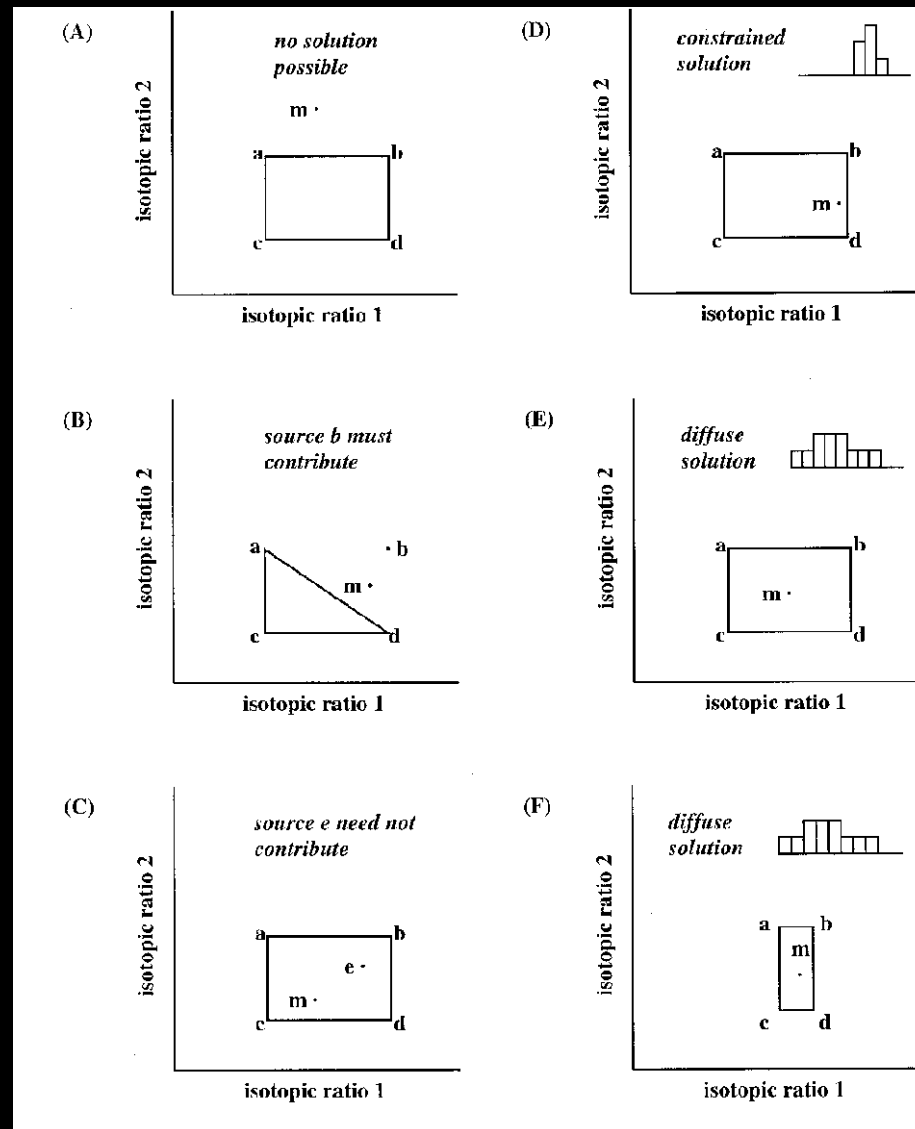 (A)
no solution
possible
m
a
b
c
d
isotopic ratio 2
isotopic ratio 1
(B)
source b must
contribute
a
b
m
c
d
isotopic ratio 2
isotopic ratio 1
(C)
source e need not
contribute
a
b
e
m
c
d
isotopic ratio 2
isotopic ratio 1
(D)
constrained
solution
a
b
m
c
d
isotopic ratio 2
isotopic ratio 1
(E)
diffuse
solution
a
b
m
c
d
isotopic ratio 2
isotopic ratio 1
(F)
diffuse
solution
a
b
m
c
d
isotopic ratio 2
isotopic ratio 1